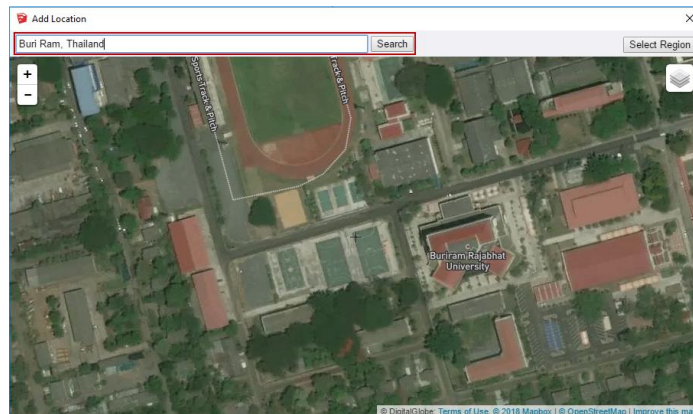 Add Location
Buri Ram, Thailand
Search
Select Region
+
Sports Track & Pitch
Track & Pitch
-
Buriram Rajabhat
University
© DigitalGlobe Terms of Use © 2018 Mapbox | © OpenStreetMap | Improve this ma